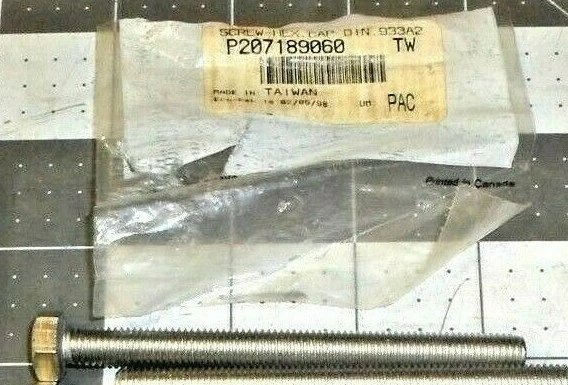 SCREW-HEX.CAP DIN.933A2
P207189060 TW
MADE IN TAIWAN
UM PAC
Printed in Canada